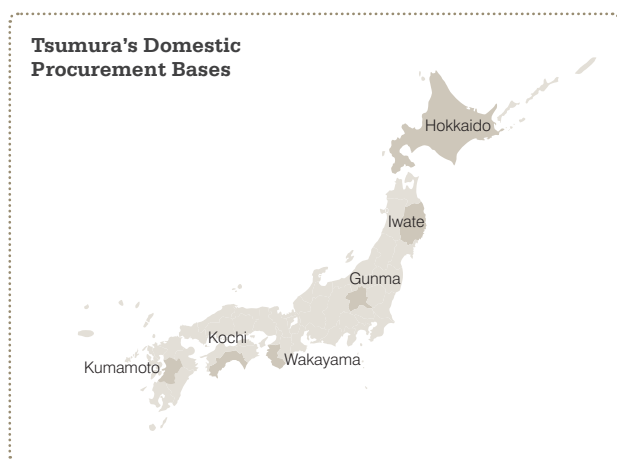 Tsumura’s Domestic
Procurement Bases
Hokkaido
Iwate
Gunma
Kochi
Wakayama
Kumamoto